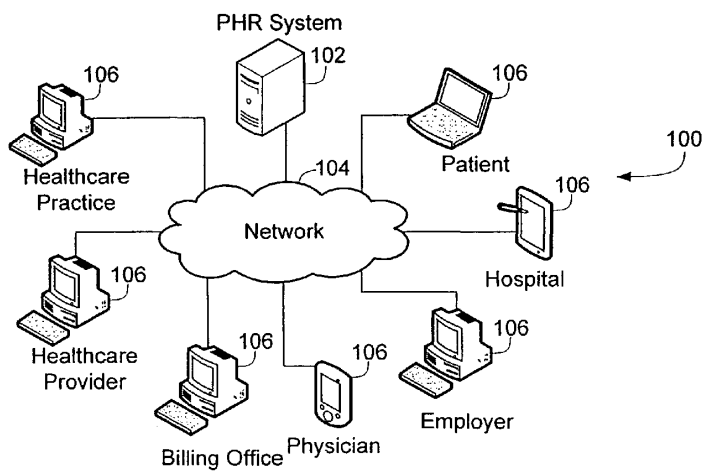 PHR System
102
106
106
104
100
Healthcare
Practice
Patient
106
Network
Hospital
106
Healthcare
Provider
106
106
106
Employer
Physician
Billing Office